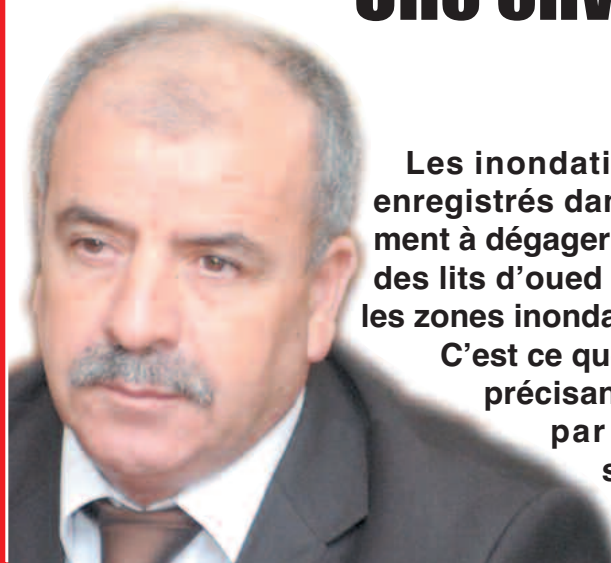 Les inondati
enregistrés dan
ment à dégager
des lits d'oued
les zones inonda
C'est ce qu
précisan
par
s